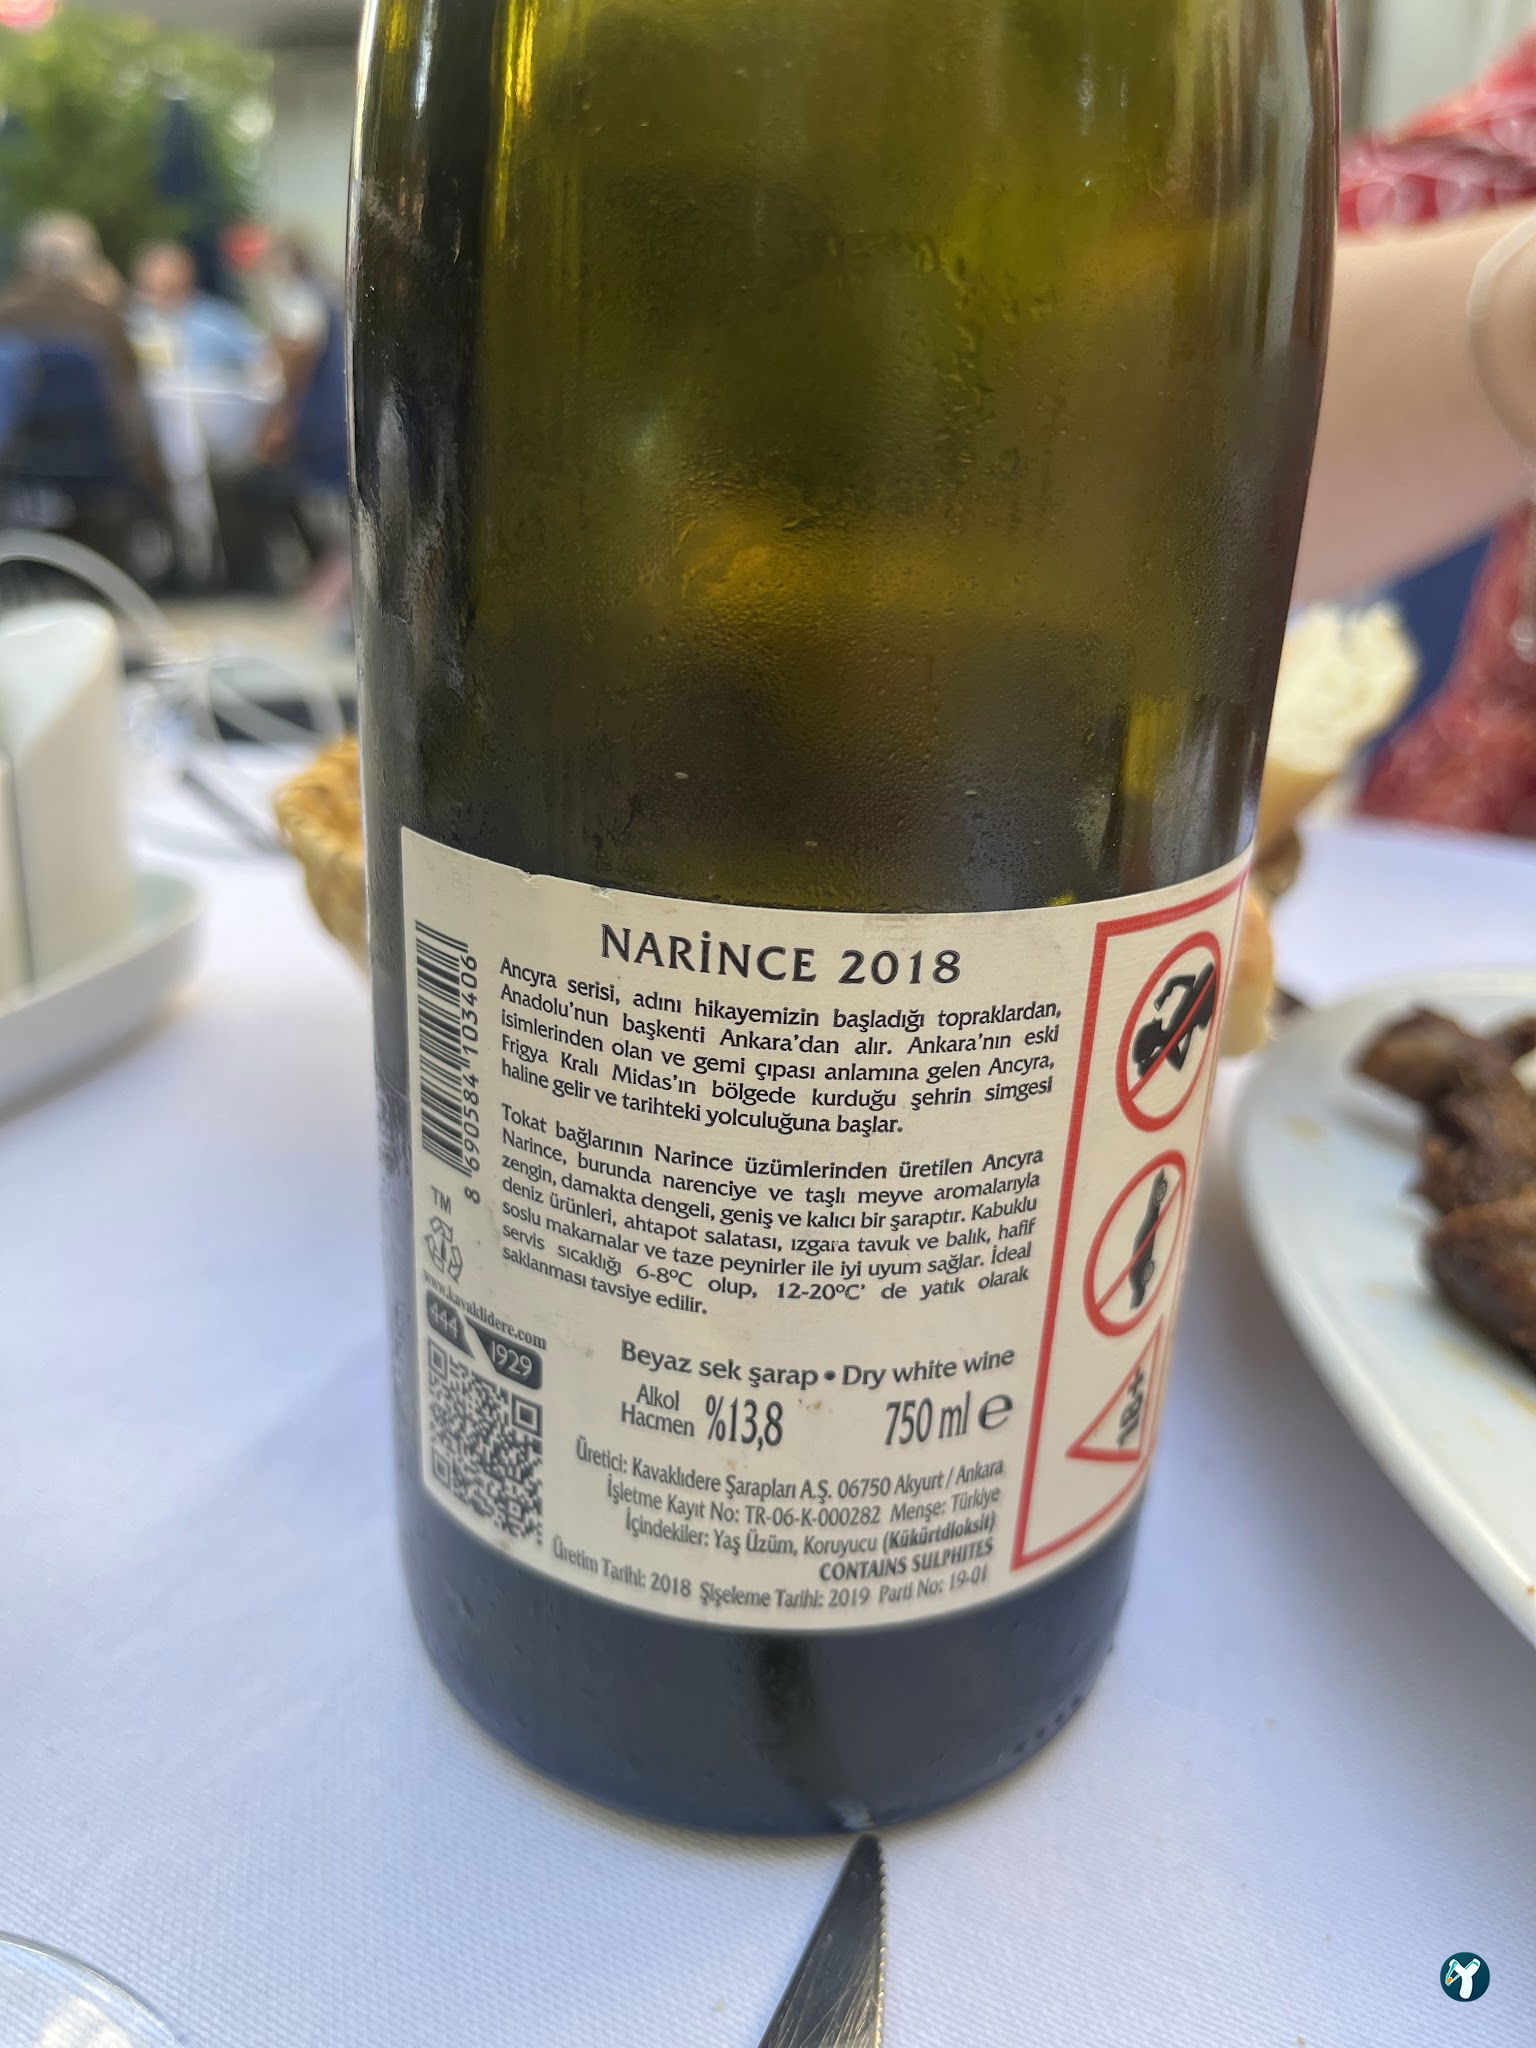 NARİNCE 2018
Ancyra serisi, adını hikayemizin başladığı topraklardan,
Anadolu'nun başkenti Ankara'dan alır. Ankara'nın eski
isimlerinden olan ve gemi çıpası anlamına gelen Ancyra,
Frigya Kralı Midas'ın bölgede kurduğu şehrin simgesi
haline gelir ve tarihteki yolculuğuna başlar.
Tokat bağlarının Narince üzümlerinden üretilen Ancyra
Narince, burunda narenciye ve taşlı meyve aromalarıyla
zengin, damakta dengeli, geniş ve kalıcı bir şaraptır. Kabuklu
deniz ürünleri, ahtapot salatası, ızgara tavuk ve balık, hafif
soslu makarnalar ve taze peynirler ile iyi uyum sağlar. İdeal
servis sıcaklığı 6-8ºC olup, 12-20ºC' de yatık olarak
saklanması tavsiye edilir.
8 690584 103406
TM
www.kavaklidere.com
444 1929
Beyaz sek şarap • Dry white wine
Alkol
Hacmen %13,8 750 ml e
Üretici: Kavaklıdere Şarapları A.Ş. 06750 Akyurt / Ankara
İşletme Kayıt No: TR-06-K-000282 Menşe: Türkiye
İçindekiler: Yaş Üzüm, Koruyucu (Kükürtdioksit)
CONTAINS SULPHITES
Üretim Tarihi: 2018 Şişeleme Tarihi: 2019 Parti No: 19-01
18+